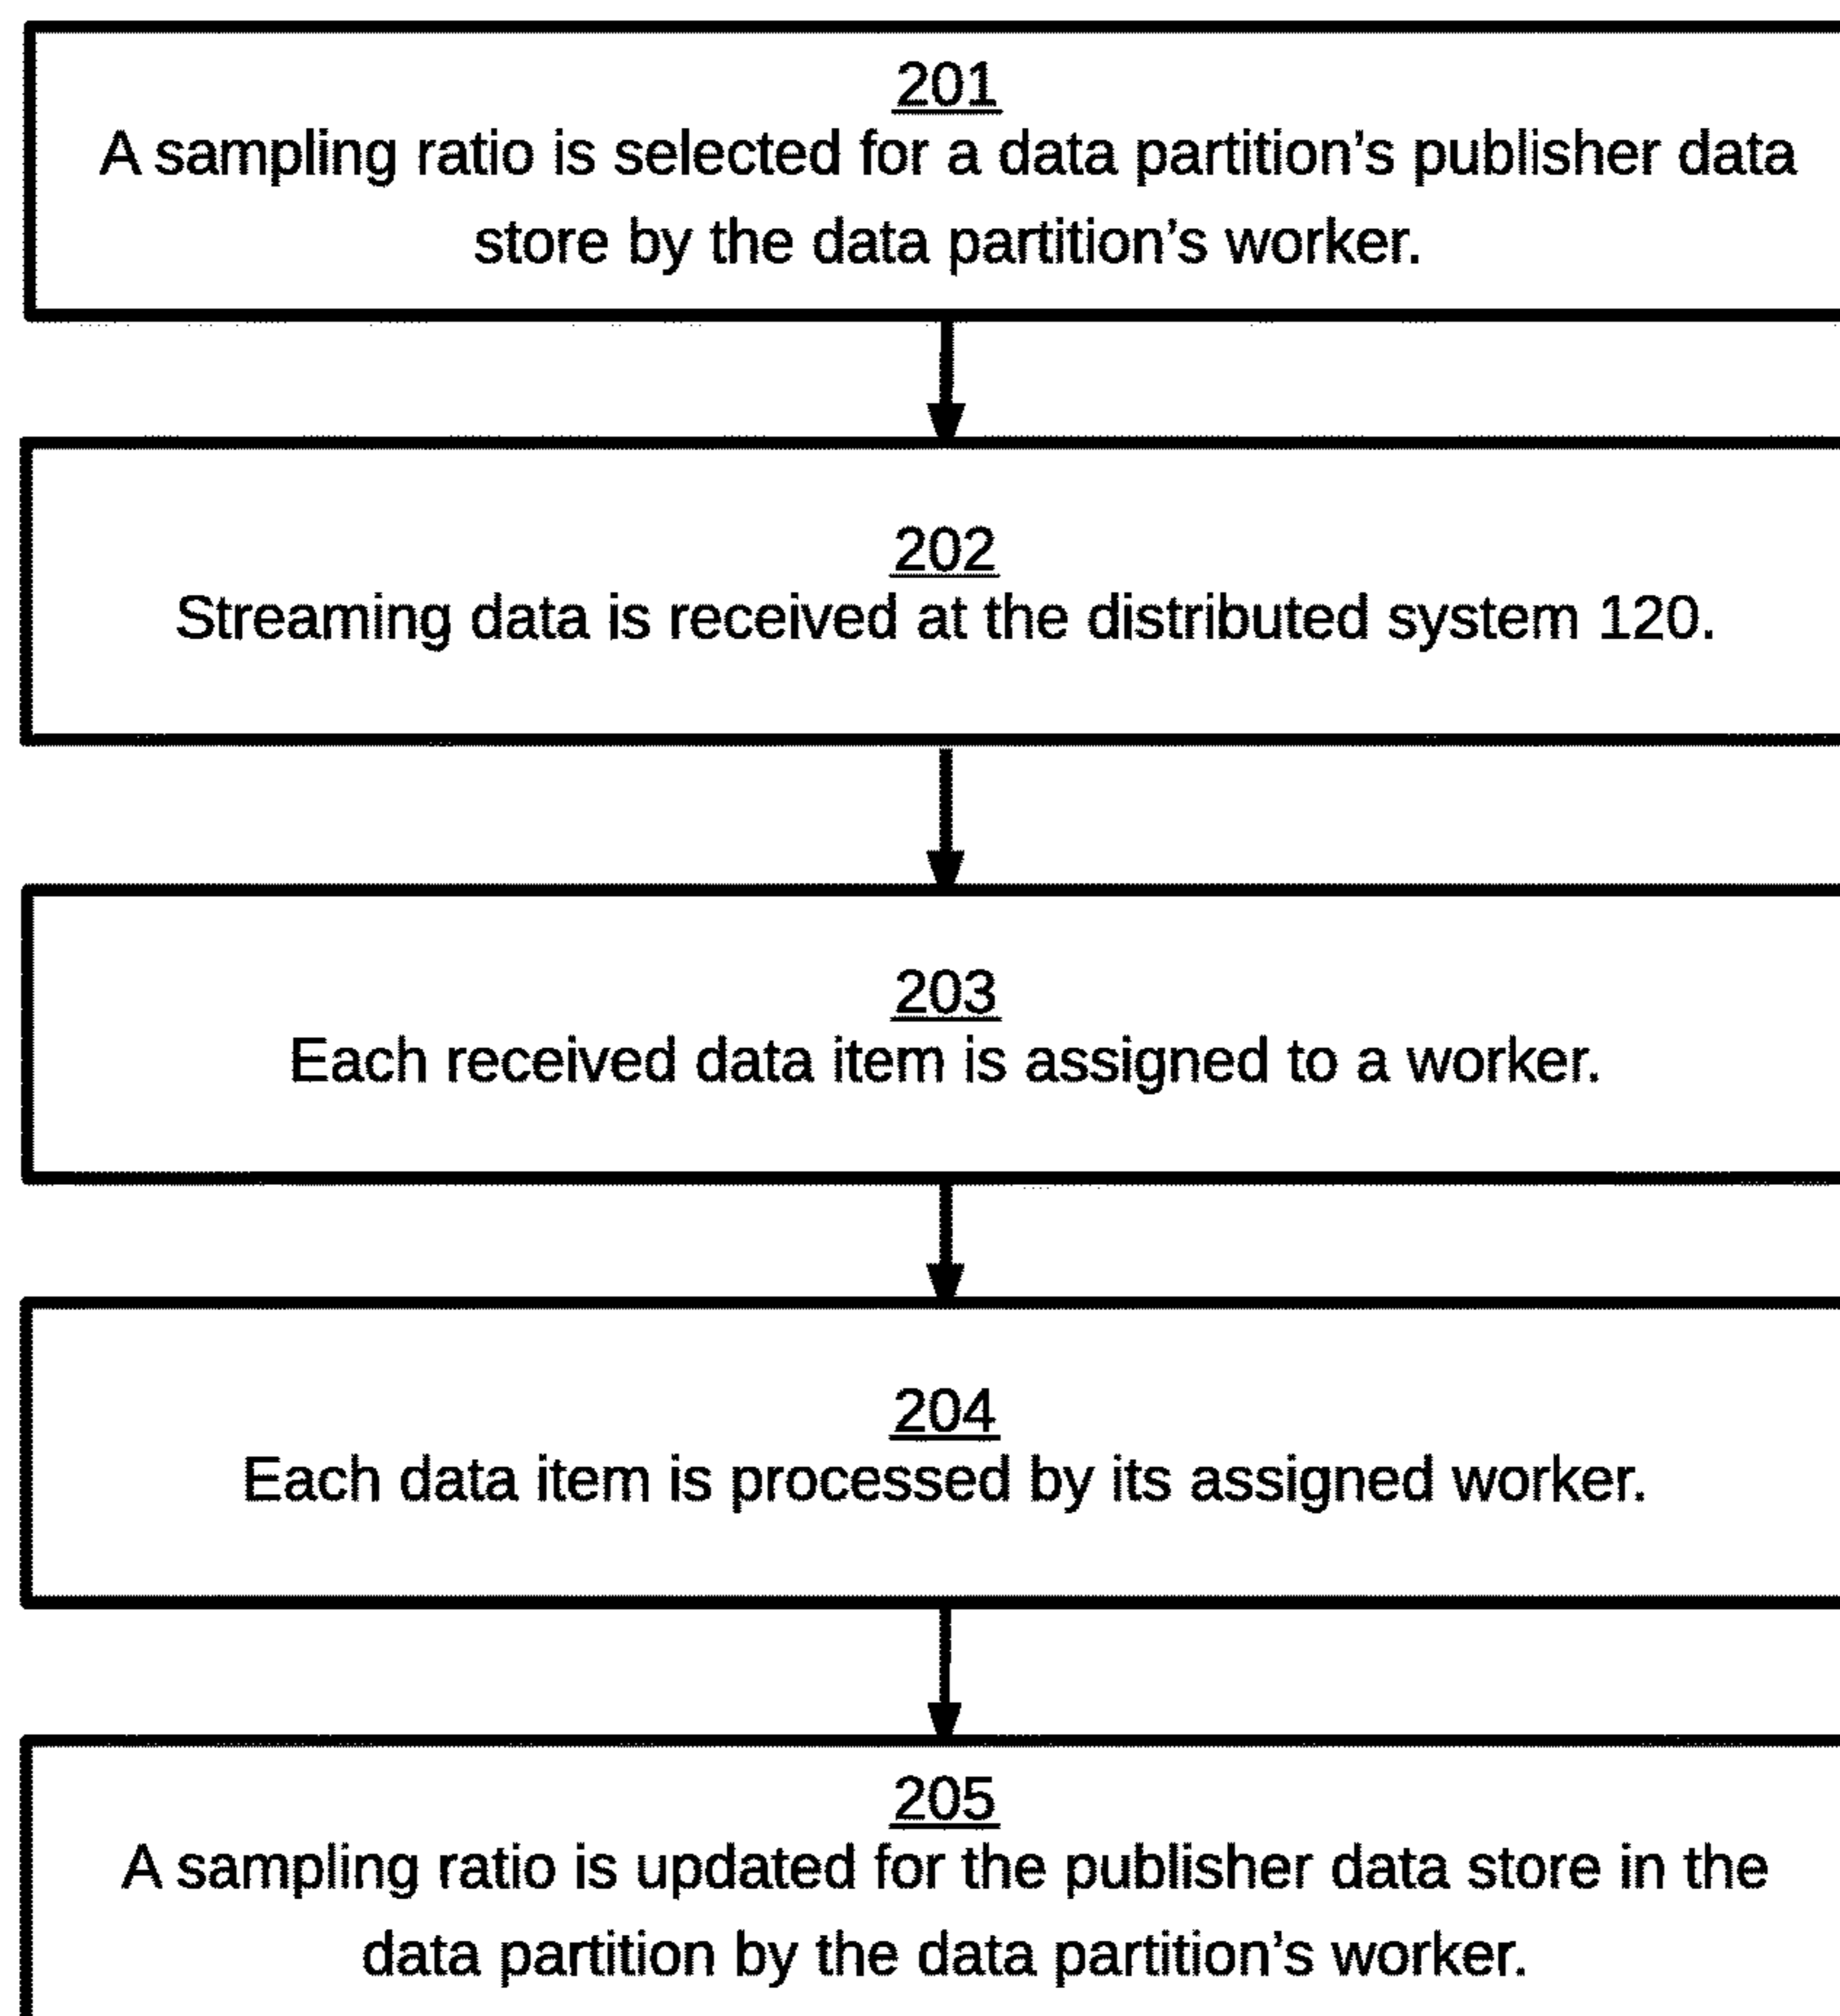 201
A sampling ratio is selected for a data partition’s publisher data
store by the data partition’s worker.
202
Streaming data is received at the distributed system 120.
203
Each received data item is assigned to a worker.
204
Each data item is processed by its assigned worker.
205
A sampling ratio is updated for the publisher data store in the
data partition by the data partition’s worker.